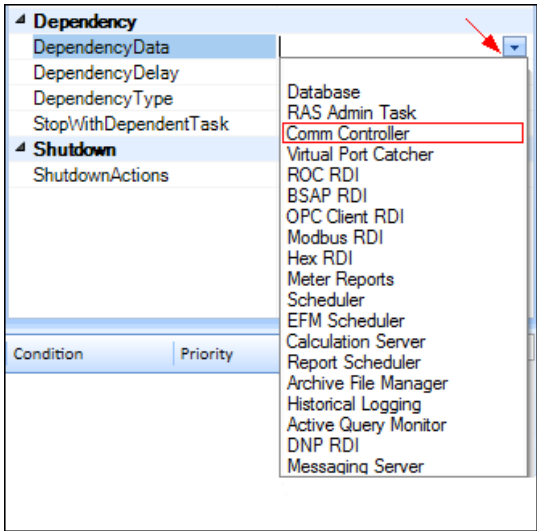 Dependency
DependencyData
DependencyDelay
DependencyType
StopWithDependentTask
Shutdown
ShutdownActions
Database
RAS Admin Task
Comm Controller
Virtual Port Catcher
ROC RDI
BSAP RDI
OPC Client RDI
Modbus RDI
Hex RDI
Meter Reports
Scheduler
EFM Scheduler
Calculation Server
Report Scheduler
Archive File Manager
Historical Logging
Active Query Monitor
DNP RDI
Messaging Server
Condition Priority